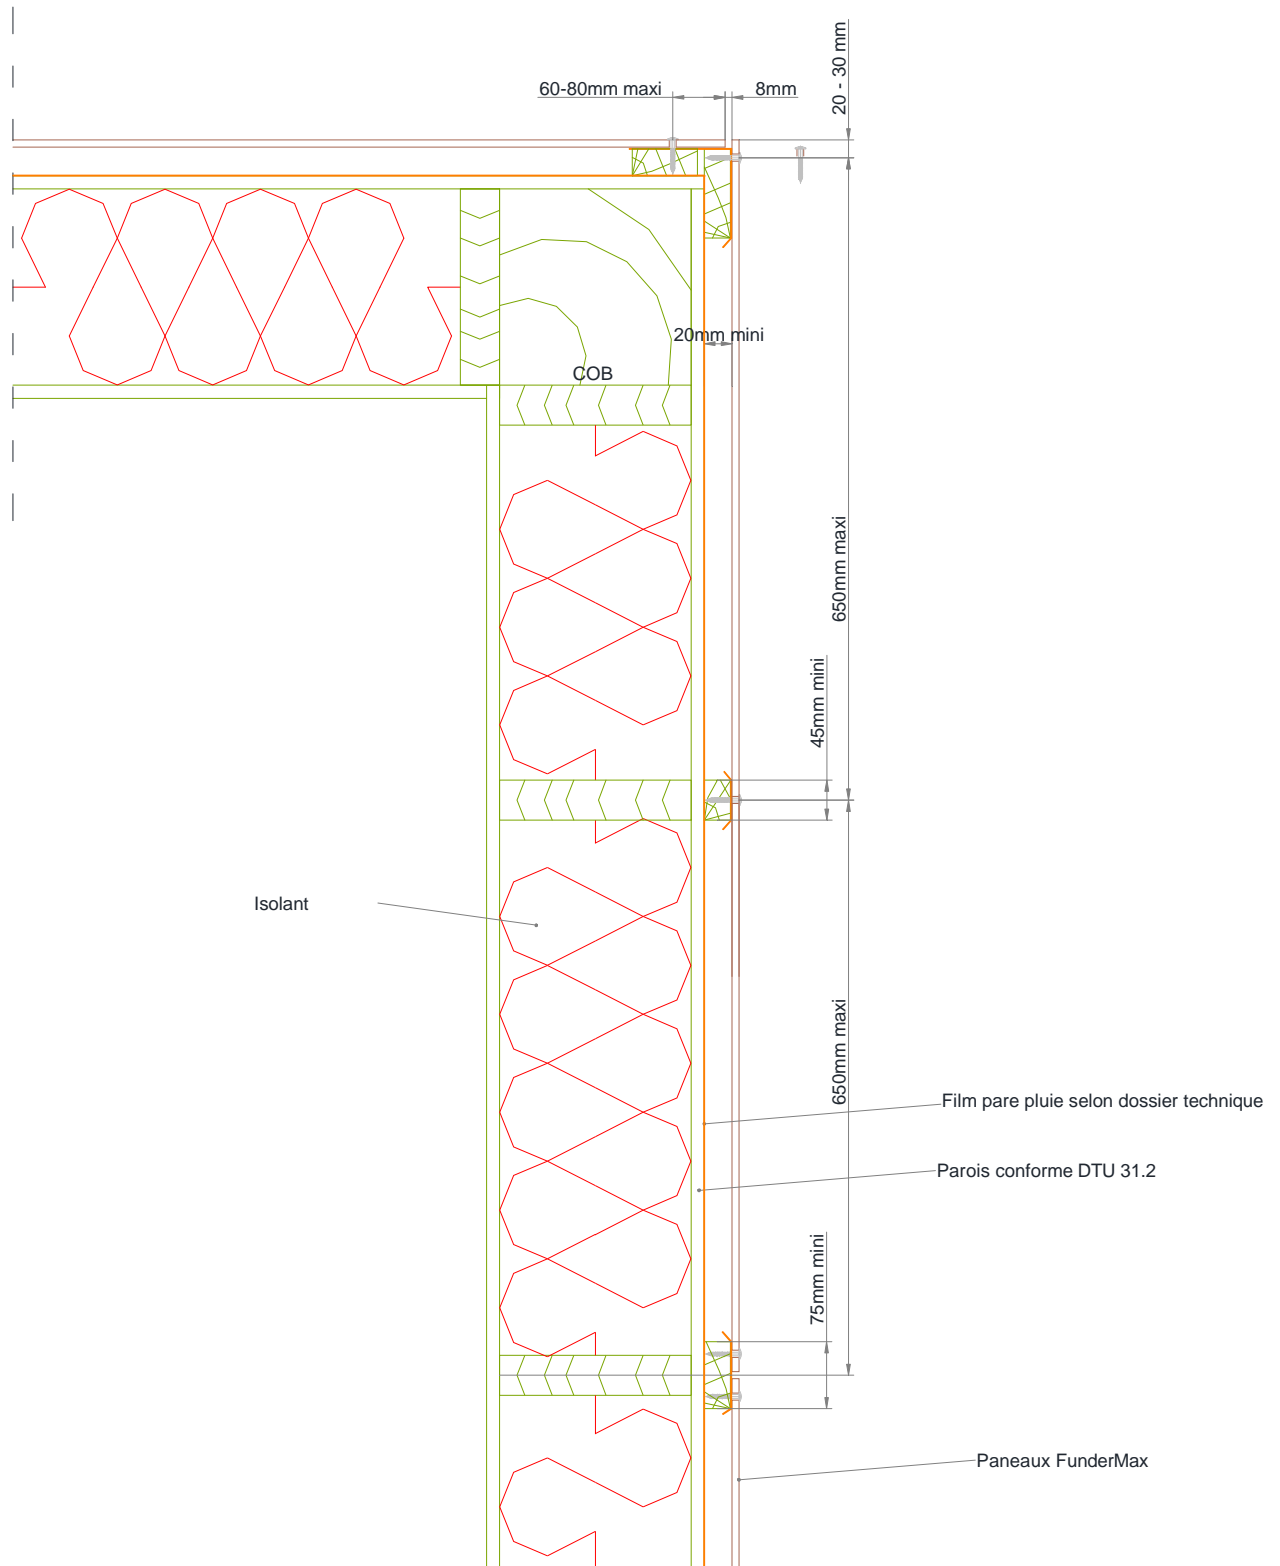 60-80mm maxi
8mm
20 - 30 mm
20mm mini
COB
650mm maxi
45mm mini
Isolant
650mm maxi
Film pare pluie selon dossier technique
Parois conforme DTU 31.2
75mm mini
Paneaux FunderMax